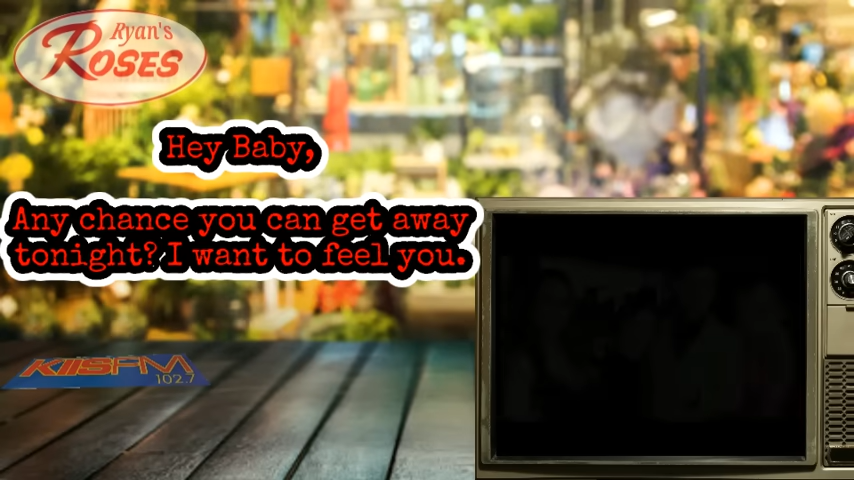 Ryan's
ROSES
Hey Baby,
Any chance you can get away
tonight? I want to feel you.
KIISFM
102.7